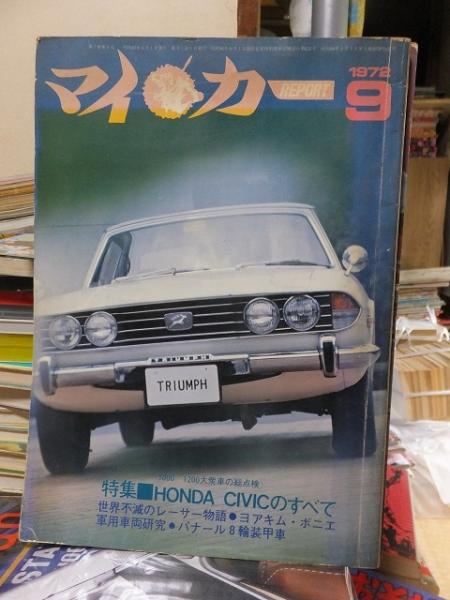 マイカー
REPORT
1972
9
TRIUMPH
1000 1200大衆車の総点検
特集■HONDA CIVICのすべて
世界不滅のレーサー物語●ヨアキム・ボニエ
軍用車両研究●パナール8輪装甲車
STA